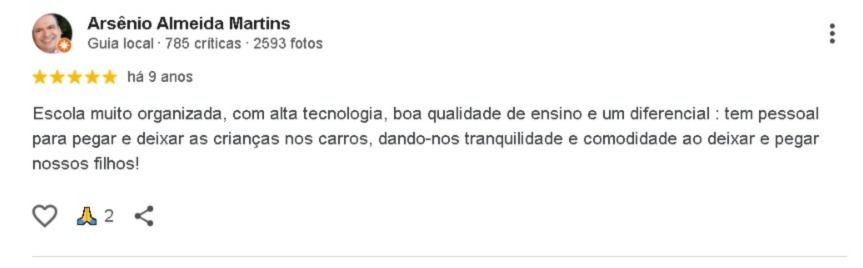 Arsênio Almeida Martins
Guia local · 785 críticas · 2593 fotos
há 9 anos
Escola muito organizada, com alta tecnologia, boa qualidade de ensino e um diferencial : tem pessoal
para pegar e deixar as crianças nos carros, dando-nos tranquilidade e comodidade ao deixar e pegar
nossos filhos!
🙏 2